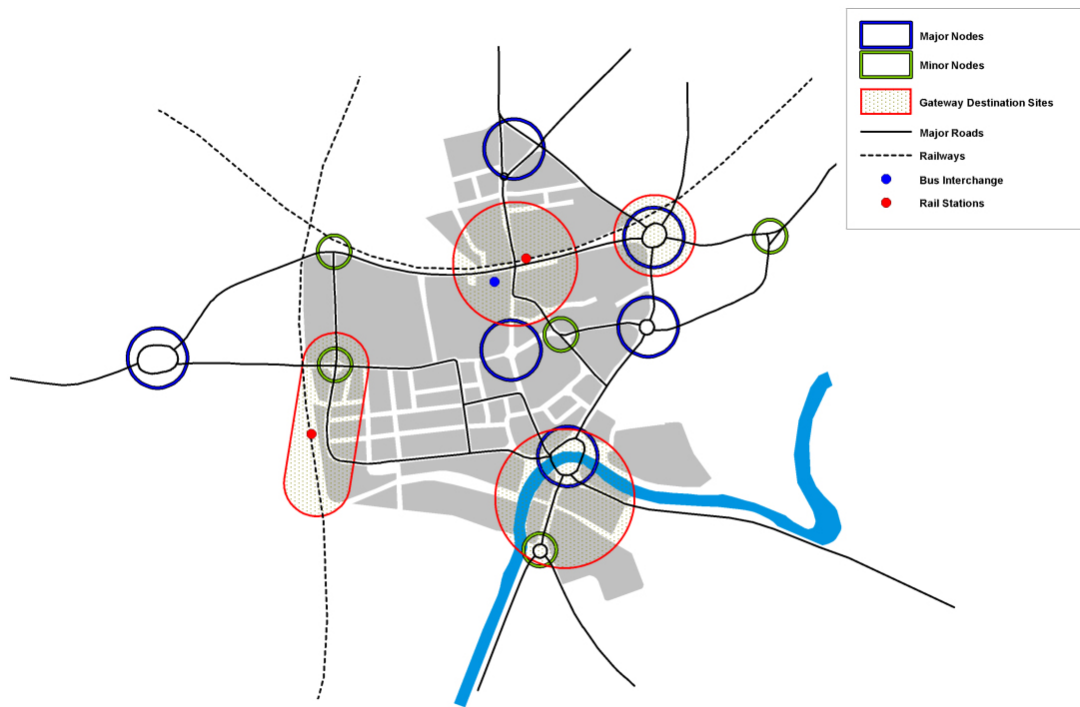 Major Nodes
Minor Nodes
Gateway Destination Sites
Major Roads
Railways
Bus Interchange
Rail Stations